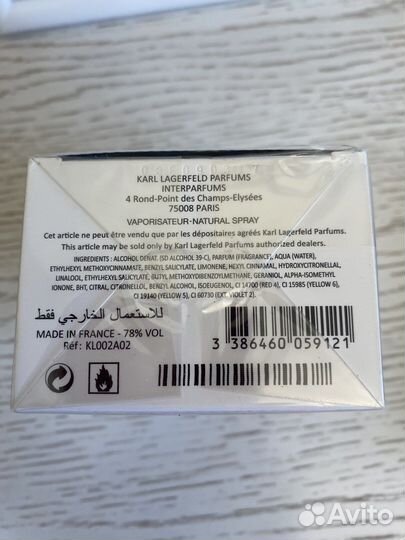 KARL LAGERFELD PARFUMS
INTERPARFUMS
4 Rond-Point des Champs-Elysées
75008 PARIS
VAPORISATEUR-NATURAL SPRAY
Cet article ne peut être vendu que par les dépositaires agréés Karl Lagerfeld Parfums.
This article may be sold only by Karl Lagerfeld Parfums authorized dealers.
INGREDIENTS : ALCOHOL DENAT. (SD ALCOHOL 39-C), PARFUM (FRAGRANCE), AQUA (WATER),
ETHYLHEXYL METHOXYCINNAMATE, BENZYL SALICYLATE, LIMONENE, HEXYL CINNAMAL, HYDROXYCITRONELLAL,
LINALOOL, ETHYLHEXYL SALICYLATE, BUTYL METHOXYDIBENZOYLMETHANE, GERANIOL, ALPHA-ISOMETHYL
IONONE, BHT, CITRAL, CITRONELLOL, BENZYL ALCOHOL, ISOEUGENOL, CI 14700 (RED 4), CI 15985 (YELLOW 6),
CI 19140 (YELLOW 5), CI 60730 (EXT. VIOLET 2).
للاستعمال الخارجي فقط
MADE IN FRANCE - 78% VOL
Réf: KL002A02
3 386460 059121
Avito